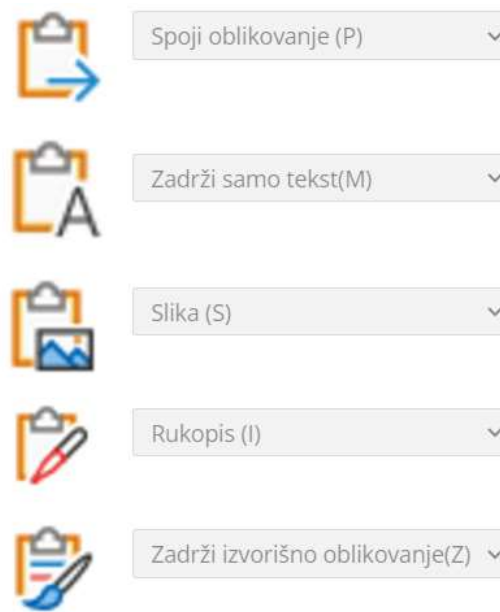 Spoji oblikovanje (P)
Zadrži samo tekst(M)
Slika (S)
Rukopis (I)
Zadrži izvorišno oblikovanje(Z)